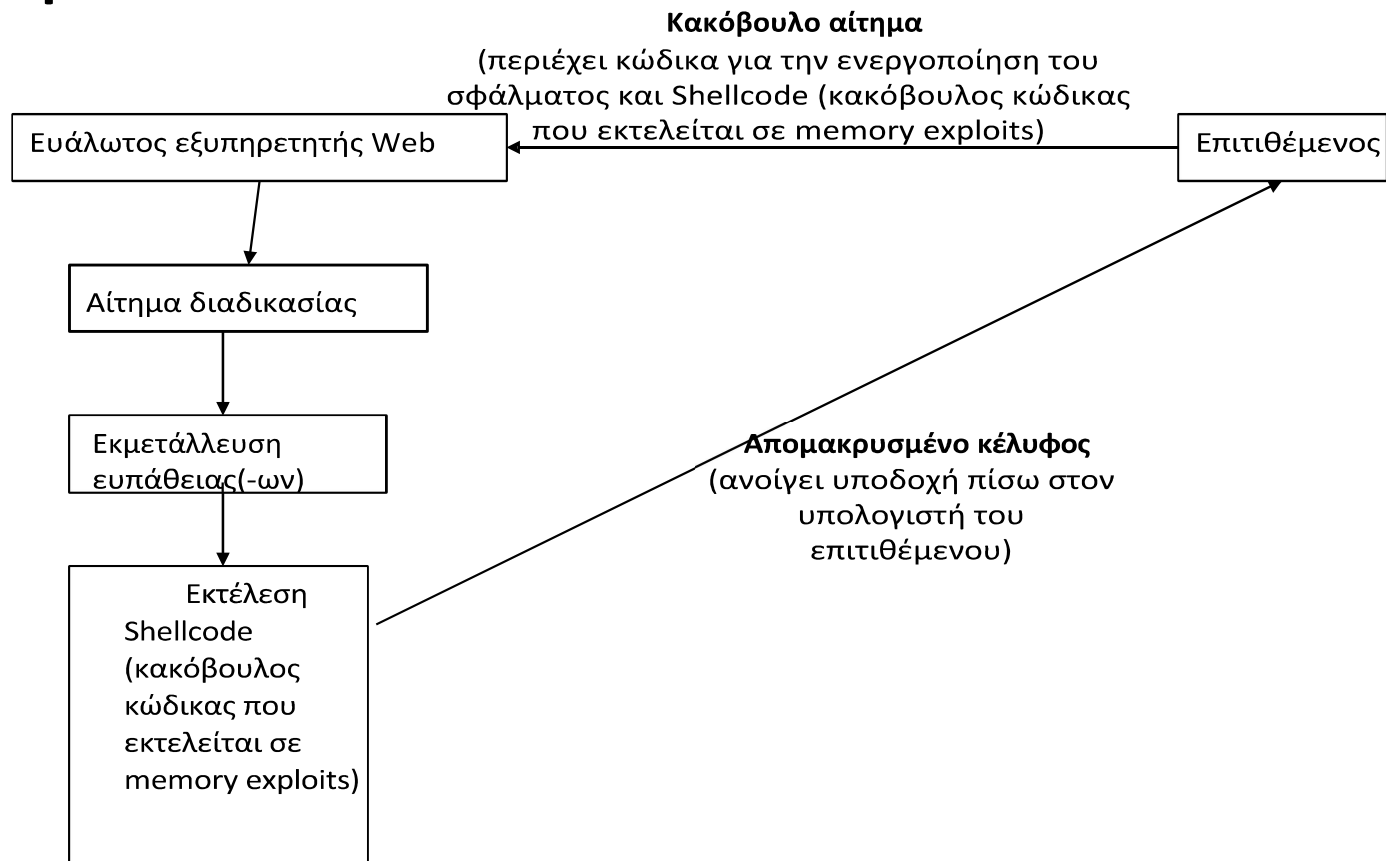 Κακόβουλο αίτημα
(περιέχει κώδικα για την ενεργοποίηση του
σφάλματος και Shellcode (κακόβουλος κώδικας
που εκτελείται σε memory exploits)
Ευάλωτος εξυπηρετητής Web
Επιτιθέμενος
Αίτημα διαδικασίας
Εκμετάλλευση
ευπάθειας(-ων)
Απομακρυσμένο κέλυφος
(ανοίγει υποδοχή πίσω στον
υπολογιστή του
επιτιθέμενου)
Εκτέλεση
Shellcode
(κακόβουλος
κώδικας που
εκτελείται σε
memory exploits)